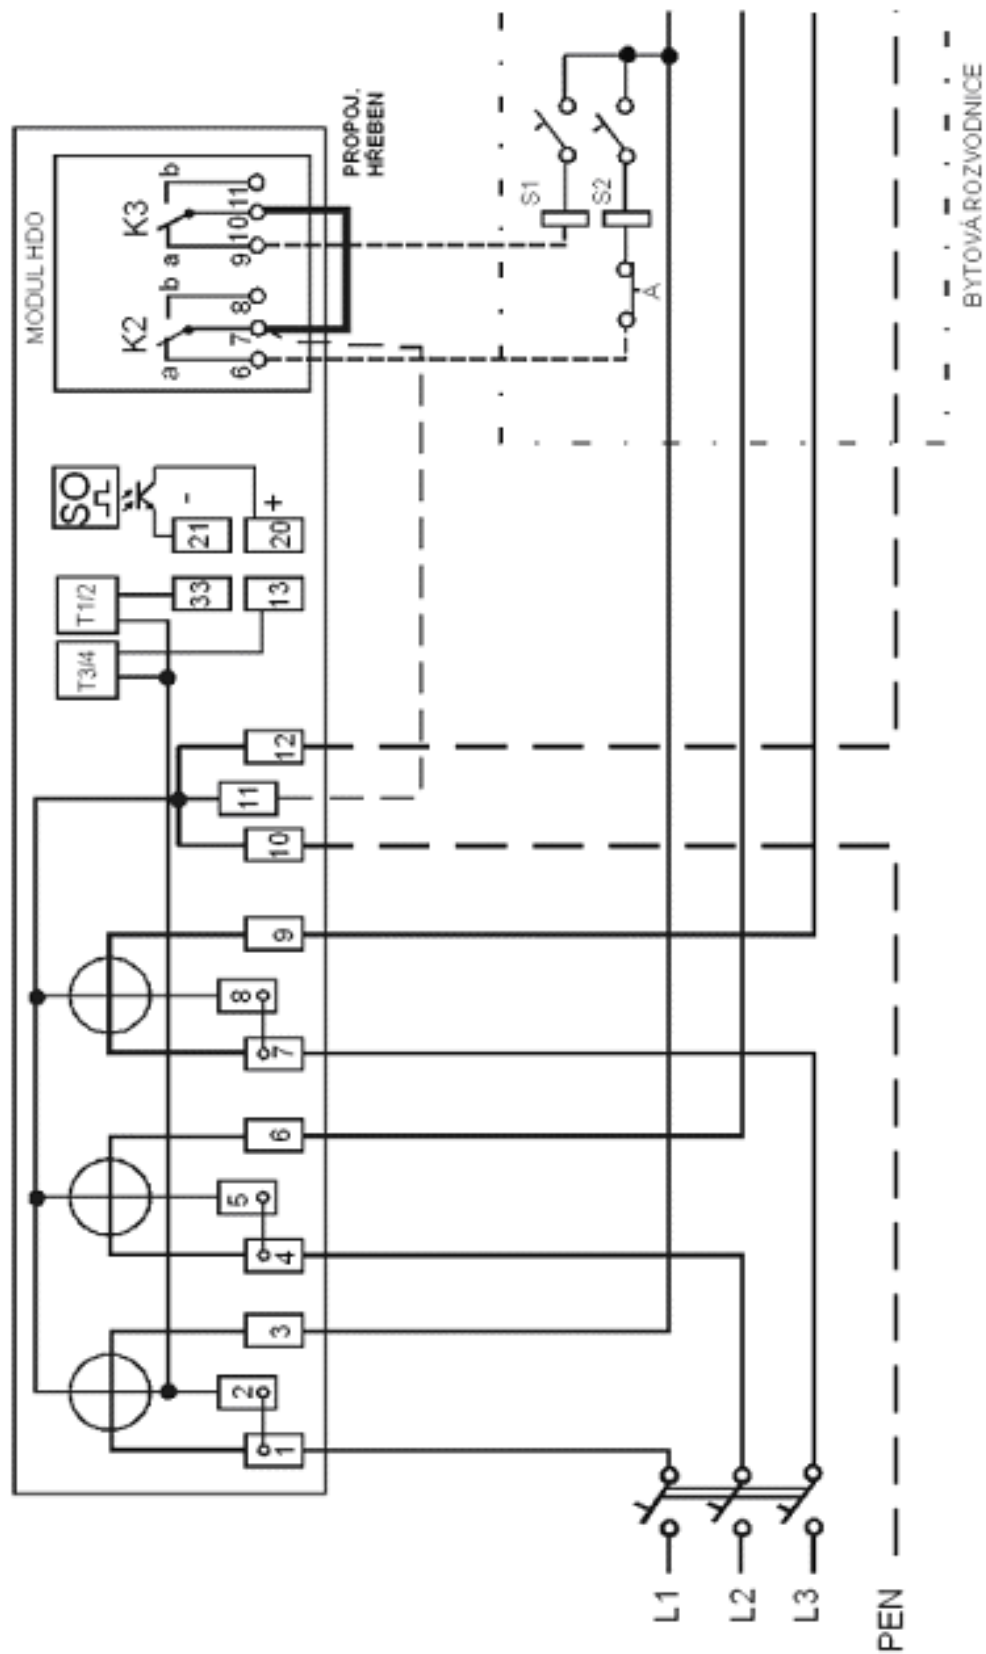 MODUL HDO
K2
a
b
6
7
8
K3
a
b
9
10
11
PROPOJ.
HŘEBEN
SO
-
+
21
20
T1/2
T3/4
33
13
1
2
3
4
5
6
7
8
9
10
11
12
S1
S2
A
BYTOVÁ ROZVODNICE
L1
L2
L3
PEN